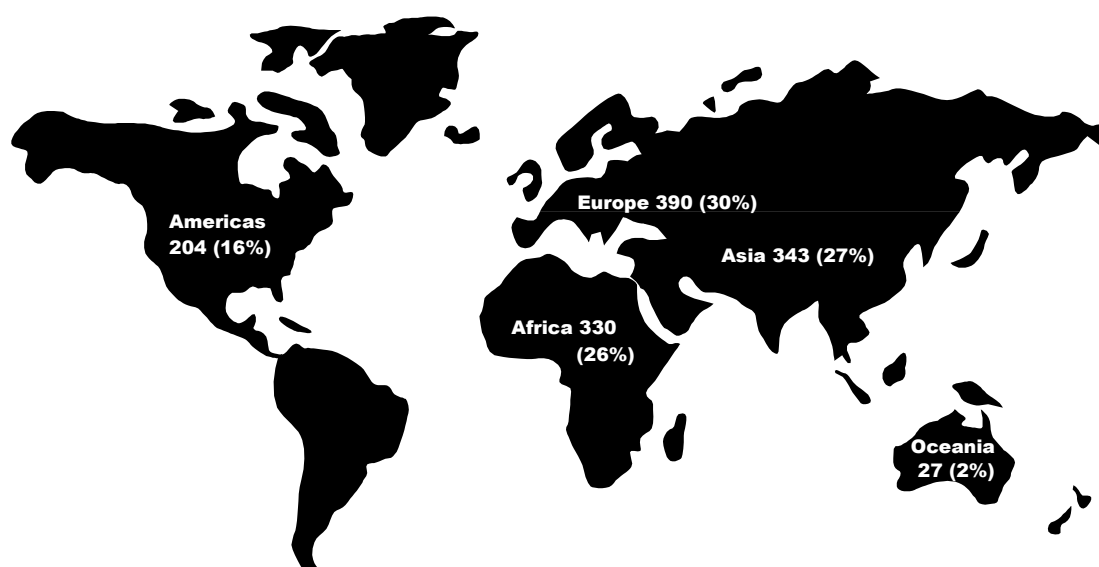 Americas
204 (16%)
Europe 390 (30%)
Asia 343 (27%)
Africa 330
(26%)
Oceania
27 (2%)